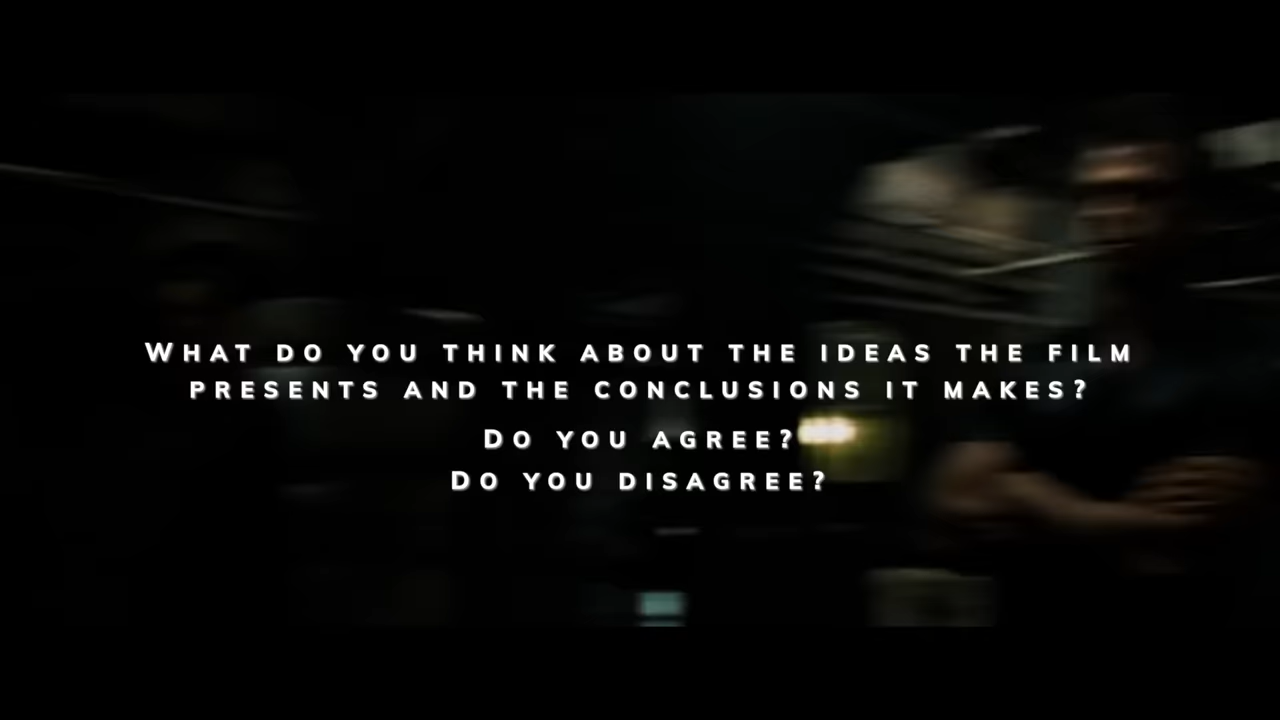 What do you think about the ideas the film
presents and the conclusions it makes?
Do you agree?
Do you disagree?